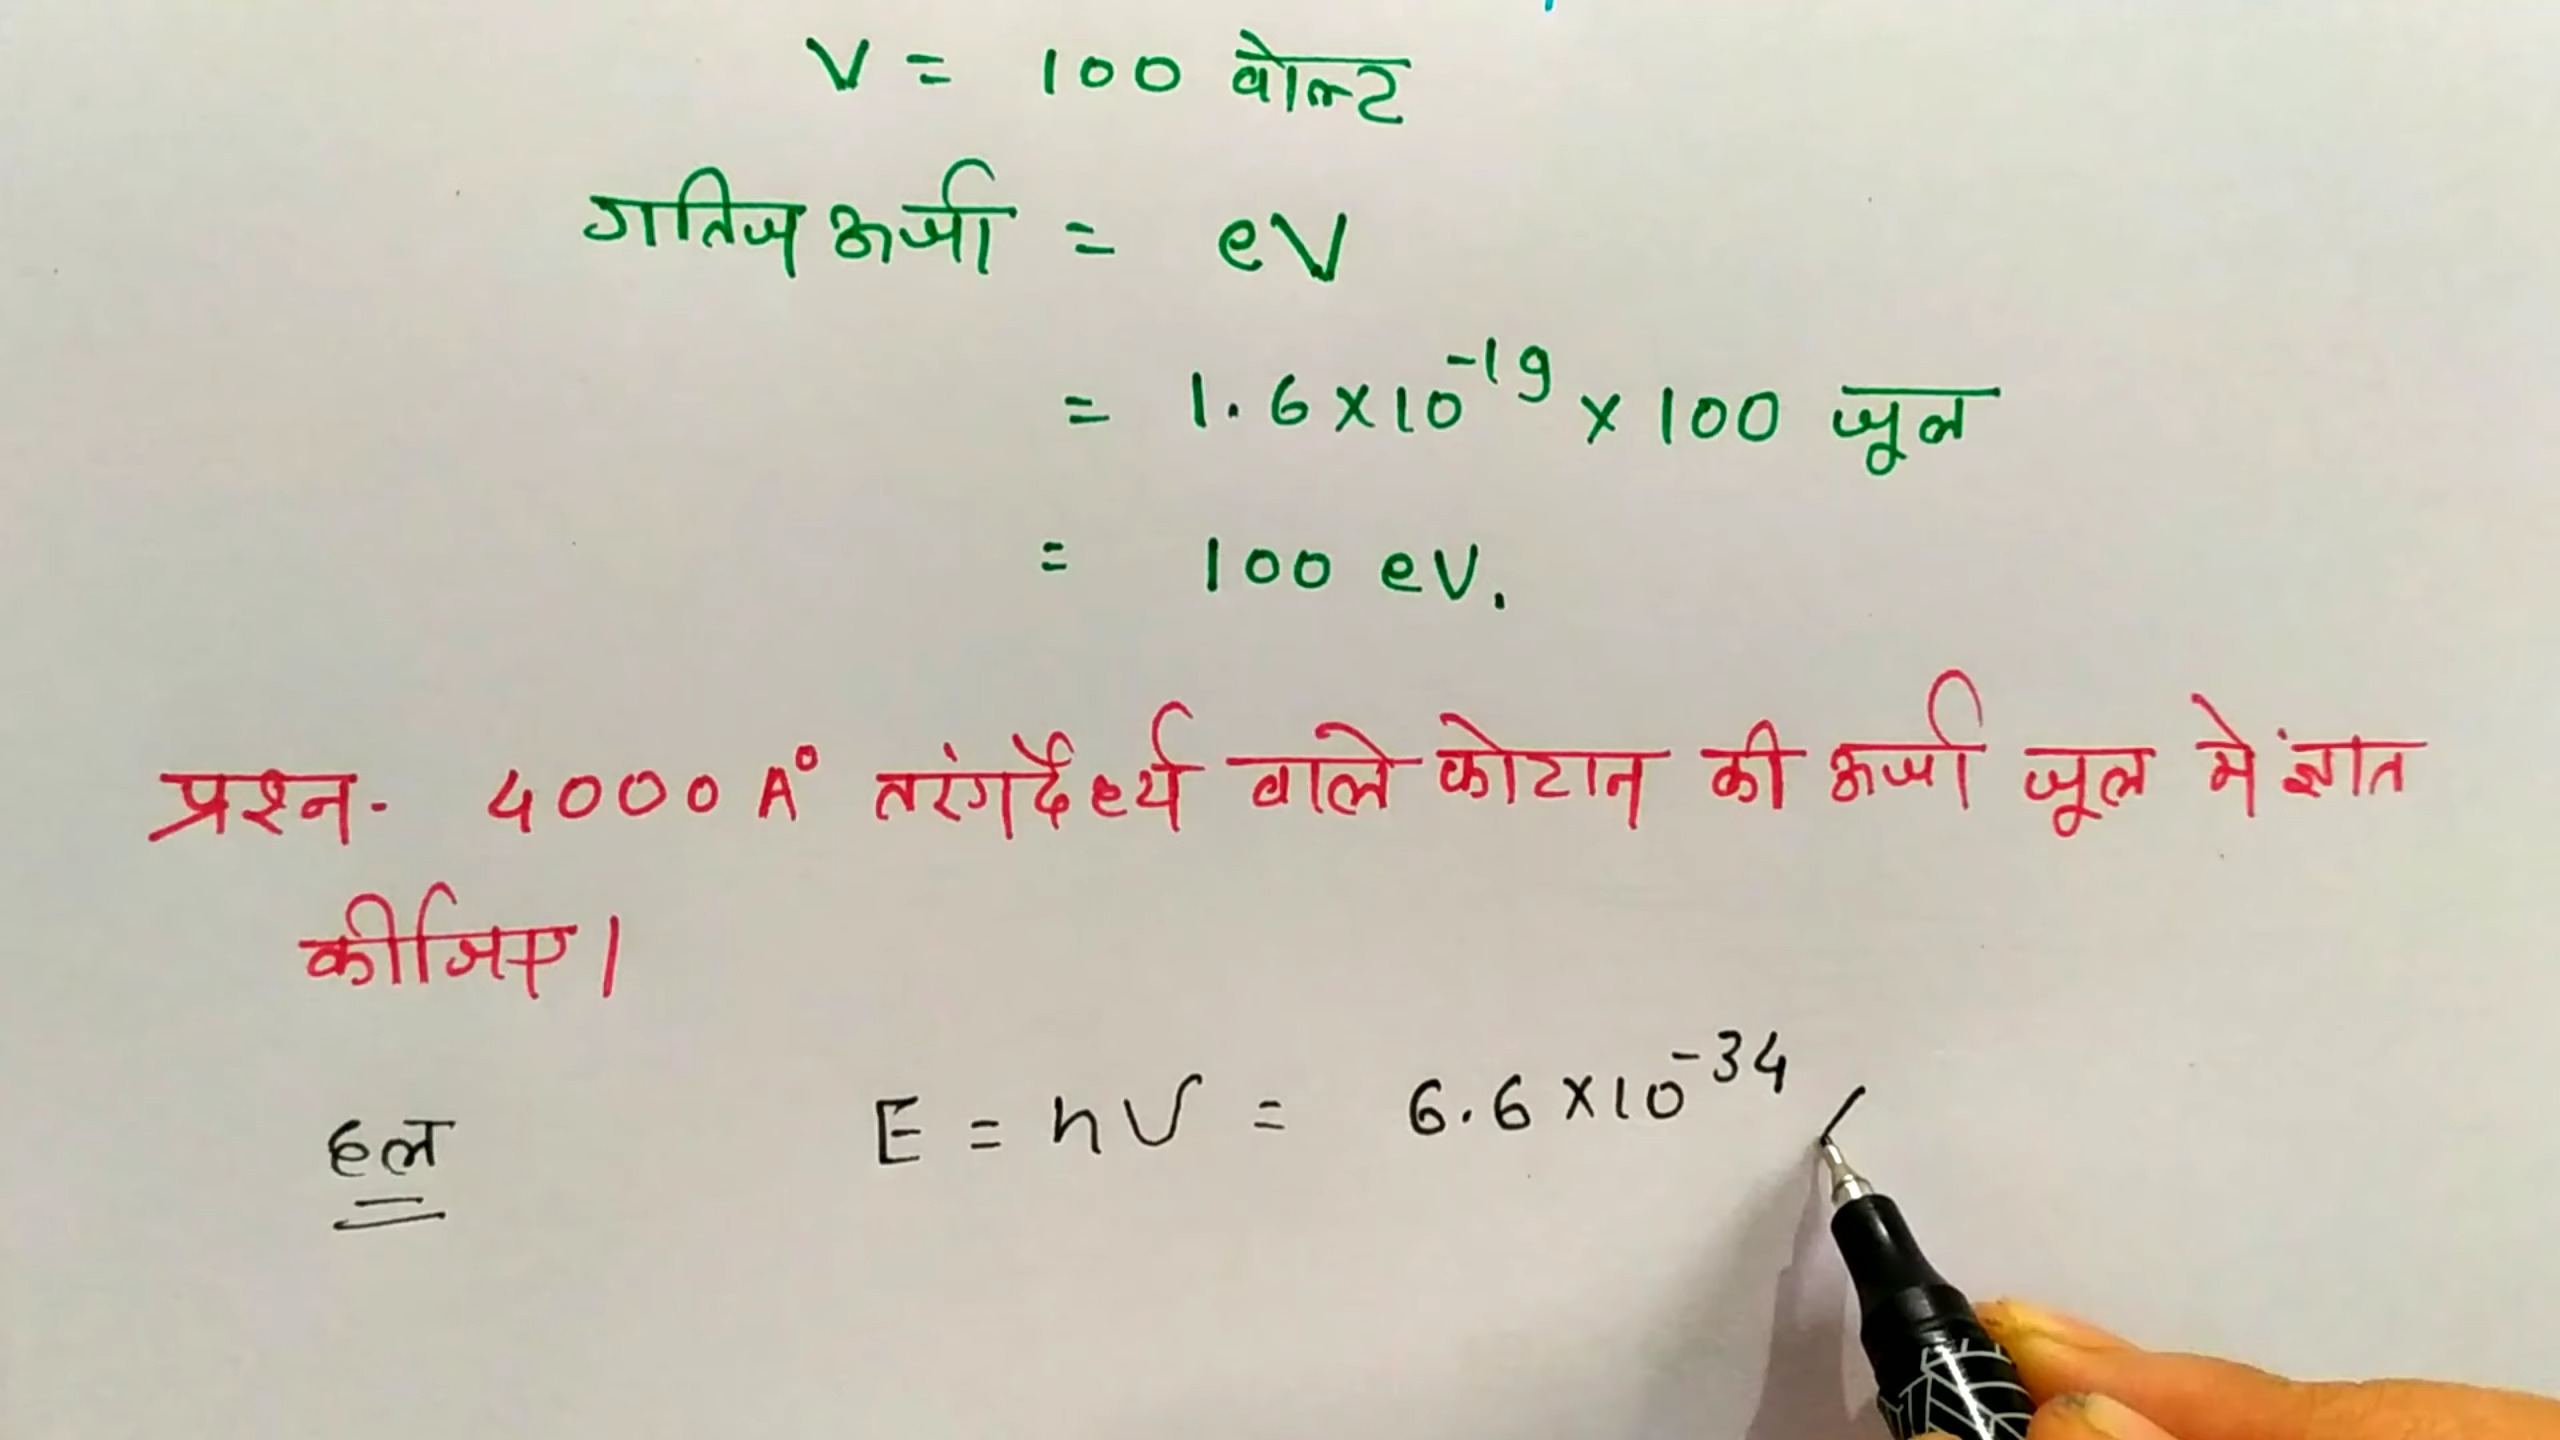 V = 100 वोल्ट
गतिज ऊर्जा = eV
= 1.6 × 10⁻¹⁹ × 100 जूल
= 100 eV.
प्रश्न- 4000 A° तरंगदैर्ध्य वाले फोटान की ऊर्जा जूल में ज्ञात
कीजिए।
हल E = hν = 6.6 × 10⁻³⁴